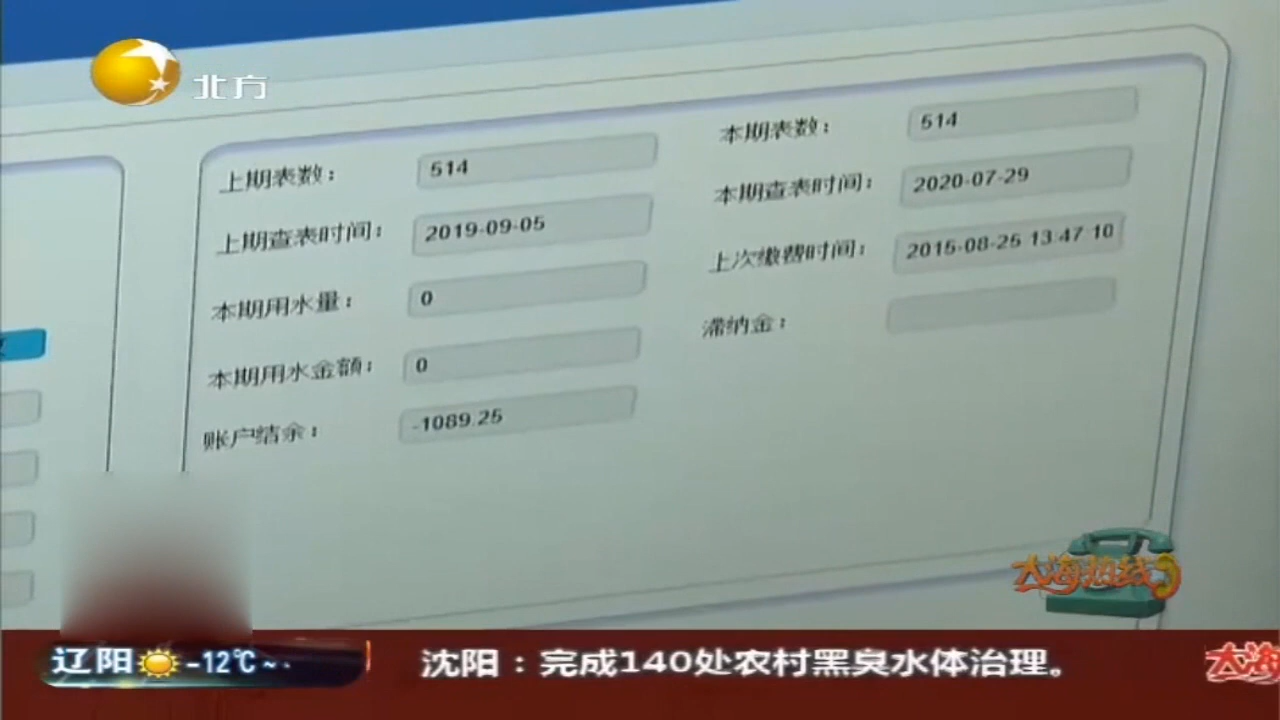 北方
上期表数：
514
上期查表时间：
2019-09-05
本期用水量：
0
本期用水金额：
0
账户结余：
-1089.25
本期表数：
514
本期查表时间：
2020-07-29
上次缴费时间：
2015-08-25 13:47 10
滞纳金：
大海热线
辽阳 -12℃~
沈阳：完成140处农村黑臭水体治理。
大海